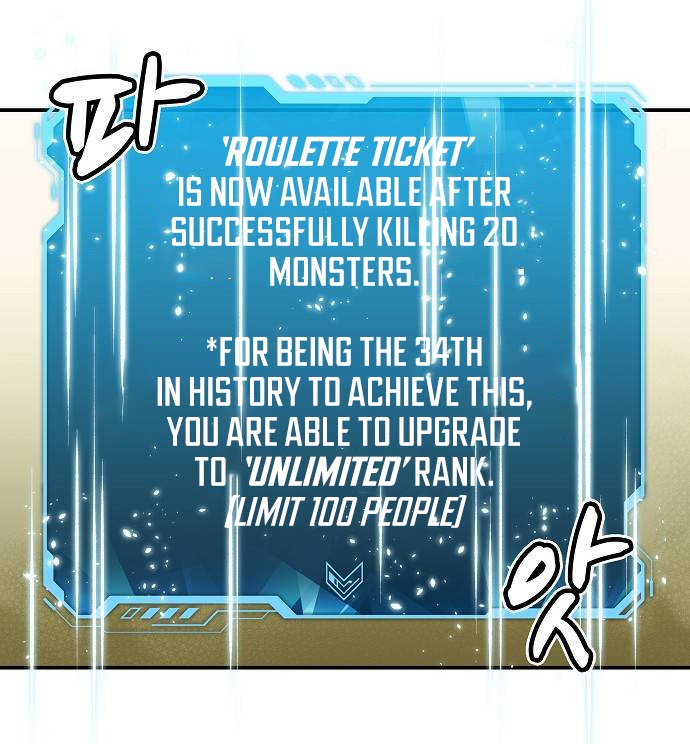 파
'ROULETTE TICKET'
IS NOW AVAILABLE AFTER
SUCCESSFULLY KILLING 20
MONSTERS.
*FOR BEING THE 34TH
IN HISTORY TO ACHIEVE THIS,
YOU ARE ABLE TO UPGRADE
TO 'UNLIMITED' RANK.
(LIMIT 100 PEOPLE)
앗